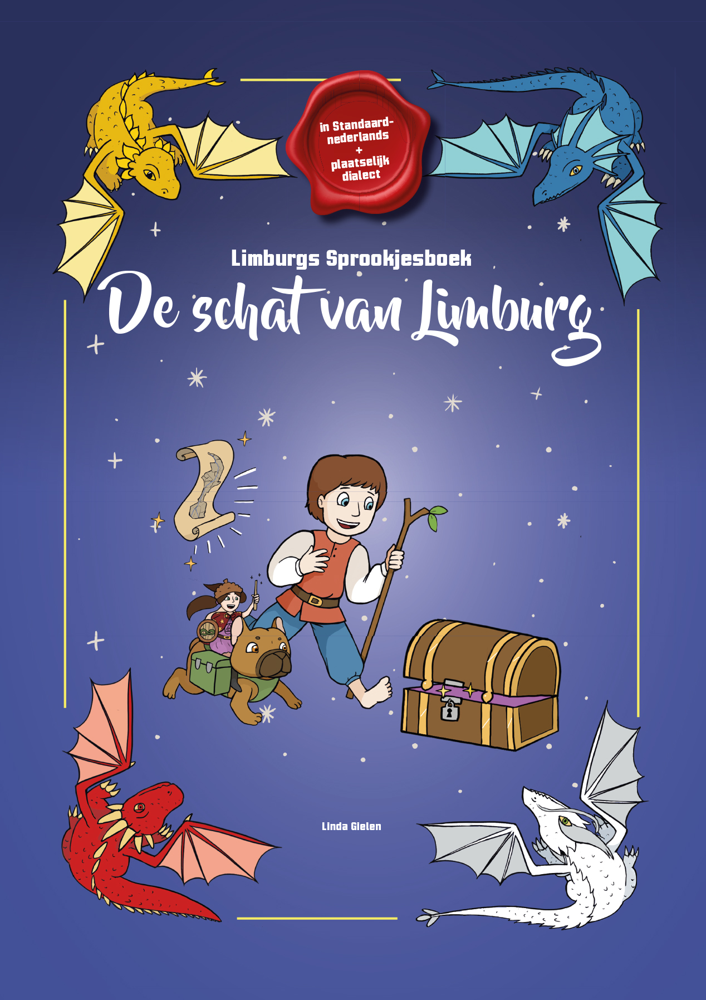 in Standaard-
nederlands
+
plaatselijk
dialect
Limburgs Sprookjesboek
De schat van Limburg
Linda Gielen